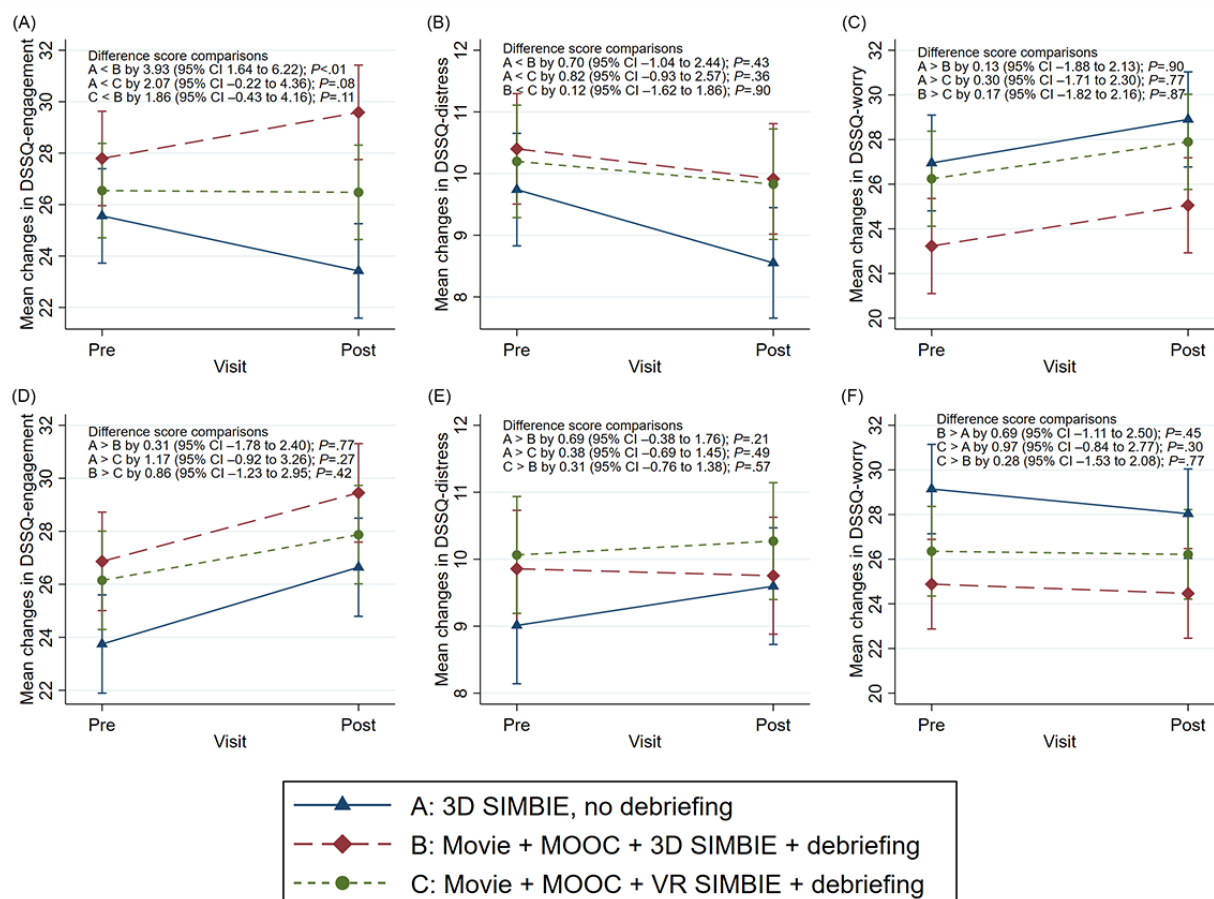 (A)
Difference score comparisons
A < B by 3.93 (95% CI 1.64 to 6.22); P<.01
A < C by 2.07 (95% CI –0.22 to 4.36); P=.08
C < B by 1.86 (95% CI –0.43 to 4.16); P=.11
Mean changes in DSSQ-engagement
32
30
28
26
24
22
Pre
Post
Visit
(B)
Difference score comparisons
A < B by 0.70 (95% CI –1.04 to 2.44); P=.43
A < C by 0.82 (95% CI –0.93 to 2.57); P=.36
B < C by 0.12 (95% CI –1.62 to 1.86); P=.90
Mean changes in DSSQ-distress
12
11
10
9
8
Pre
Post
Visit
(C)
Difference score comparisons
A > B by 0.13 (95% CI –1.88 to 2.13); P=.90
A > C by 0.30 (95% CI –1.71 to 2.30); P=.77
B > C by 0.17 (95% CI –1.82 to 2.16); P=.87
Mean changes in DSSQ-worry
32
30
28
26
24
22
20
Pre
Post
Visit
(D)
Difference score comparisons
A > B by 0.31 (95% CI –1.78 to 2.40); P=.77
A > C by 1.17 (95% CI –0.92 to 3.26); P=.27
B > C by 0.86 (95% CI –1.23 to 2.95); P=.42
Mean changes in DSSQ-engagement
32
30
28
26
24
22
Pre
Post
Visit
(E)
Difference score comparisons
A > B by 0.69 (95% CI –0.38 to 1.76); P=.21
A > C by 0.38 (95% CI –0.69 to 1.45); P=.49
C > B by 0.31 (95% CI –0.76 to 1.38); P=.57
Mean changes in DSSQ-distress
12
11
10
9
8
Pre
Post
Visit
(F)
Difference score comparisons
B > A by 0.69 (95% CI –1.11 to 2.50); P=.45
C > A by 0.97 (95% CI –0.84 to 2.77); P=.30
C > B by 0.28 (95% CI –1.53 to 2.08); P=.77
Mean changes in DSSQ-worry
32
30
28
26
24
22
20
Pre
Post
Visit
A: 3D SIMBIE, no debriefing
B: Movie + MOOC + 3D SIMBIE + debriefing
C: Movie + MOOC + VR SIMBIE + debriefing